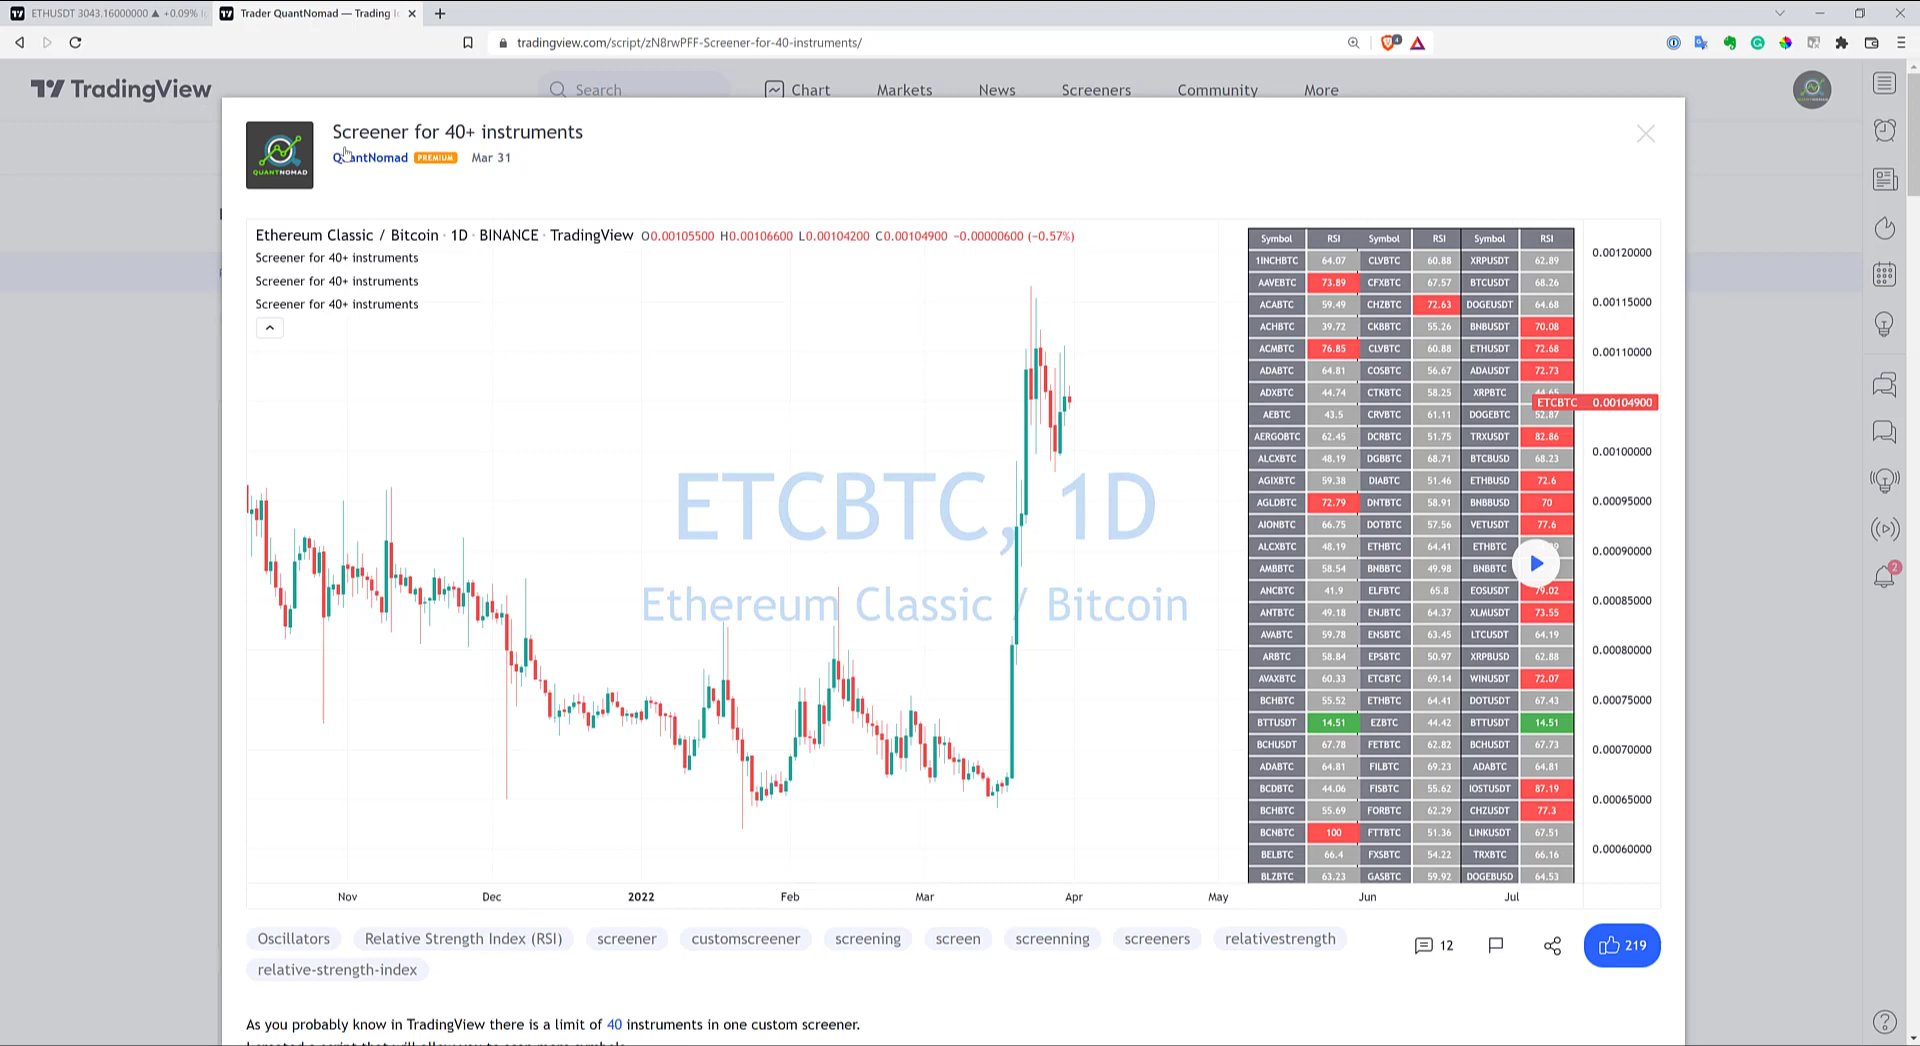 ETHUSDT 3043.16000000 ▲ +0.09%
Trader QuantNomad — Trading
tradingview.com/script/zN8rwPFF-Screener-for-40-instruments/
4
TradingView
Search
Chart
Markets
News
Screeners
Community
More
Screener for 40+ instruments
QuantNomad PREMIUM Mar 31
QUANTNOMAD
Ethereum Classic / Bitcoin · 1D · BINANCE · TradingView O0.00105500 H0.00106600 L0.00104200 C0.00104900 −0.00000600 (−0.57%)
Screener for 40+ instruments
Screener for 40+ instruments
Screener for 40+ instruments
ETCBTC, 1D
Ethereum Classic / Bitcoin
Symbol RSI Symbol RSI Symbol RSI
1INCHBTC 64.07 CLVBTC 60.88 XRPUSDT 62.89
AAVEBTC 73.89 CFXBTC 67.57 BTCUSDT 68.26
ACABTC 59.49 CHZBTC 72.63 DOGEUSDT 64.68
ACHBTC 39.72 CKBBTC 55.26 BNBUSDT 70.08
ACMBTC 76.85 CLVBTC 60.88 ETHUSDT 72.68
ADABTC 64.81 COSBTC 56.67 ADAUSDT 72.73
ADXBTC 44.74 CTKBTC 58.25 XRPBTC 44.65
AEBTC 43.5 CRVBTC 61.11 DOGEBTC 52.87
AERGOBTC 62.45 DCRBTC 51.75 TRXUSDT 82.86
ALCXBTC 48.19 DGBBTC 68.71 BTCBUSD 68.23
AGIXBTC 59.38 DIABTC 51.46 ETHBUSD 72.6
AGLDBTC 72.79 DNTBTC 58.91 BNBBUSD 70
AIONBTC 66.75 DOTBTC 57.56 VETUSDT 77.6
ALCXBTC 48.19 ETHBTC 64.41 ETHBTC
AMBBTC 58.54 BNBBTC 49.98 BNBBTC
ANCBTC 41.9 ELFBTC 65.8 EOSUSDT 79.02
ANTBTC 49.18 ENJBTC 64.37 XLMUSDT 73.55
AVABTC 59.78 ENSBTC 63.45 LTCUSDT 64.19
ARBTC 58.84 EPSBTC 50.97 XRPBUSD 62.88
AVAXBTC 60.33 ETCBTC 69.14 WINUSDT 72.07
BCHBTC 55.52 ETHBTC 64.41 DOTUSDT 67.43
BTTUSDT 14.51 EZBTC 44.42 BTTUSDT 14.51
BCHUSDT 67.78 FETBTC 62.82 BCHUSDT 67.73
ADABTC 64.81 FILBTC 69.23 ADABTC 64.81
BCDBTC 44.06 FISBTC 55.62 IOSTUSDT 87.19
BCHBTC 55.69 FORBTC 62.29 CHZUSDT 77.3
BCNBTC 100 FTTBTC 51.36 LINKUSDT 67.51
BELBTC 66.4 FXSBTC 54.22 TRXBTC 66.16
BLZBTC 63.23 GASBTC 59.92 DOGEBUSD 64.53
0.00120000
0.00115000
0.00110000
ETCBTC 0.00104900
0.00100000
0.00095000
0.00090000
0.00085000
0.00080000
0.00075000
0.00070000
0.00065000
0.00060000
2
Nov Dec 2022 Feb Mar Apr May Jun Jul
Oscillators Relative Strength Index (RSI) screener customscreener screening screen screenning screeners relativestrength
relative-strength-index
12
219
As you probably know in TradingView there is a limit of 40 instruments in one custom screener.